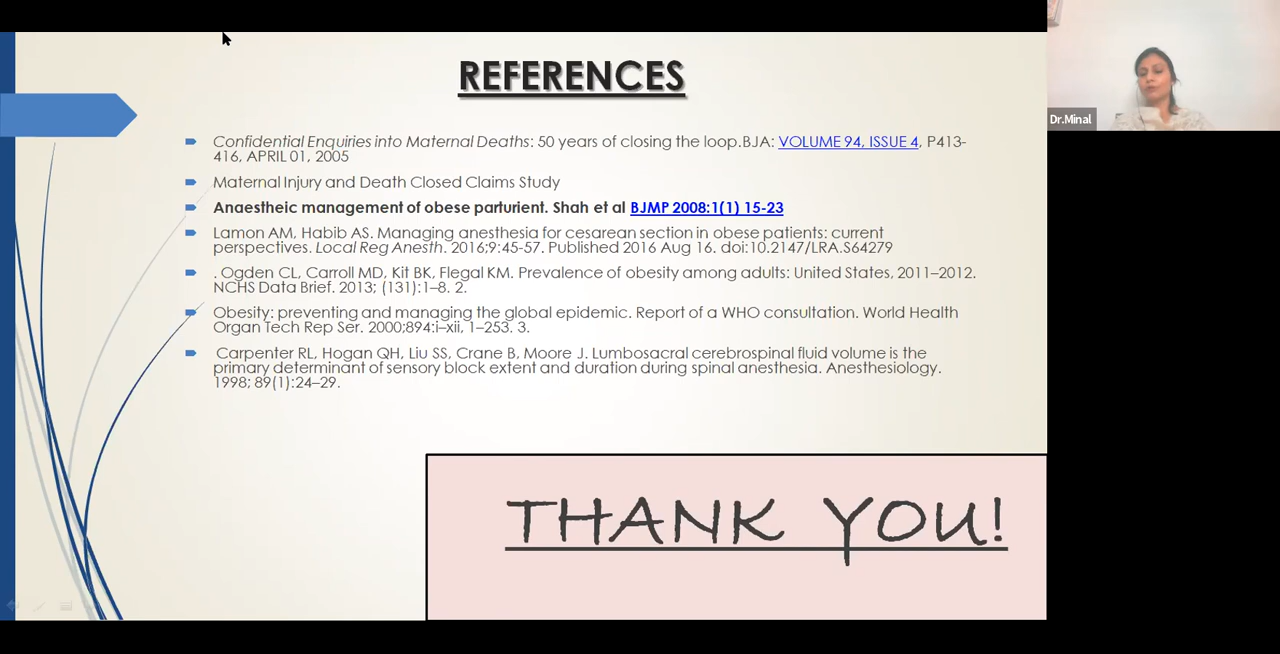 REFERENCES
Dr.Minal
Confidential Enquiries into Maternal Deaths: 50 years of closing the loop.BJA: VOLUME 94, ISSUE 4, P413-
416, APRIL 01, 2005
Maternal Injury and Death Closed Claims Study
Anaestheic management of obese parturient. Shah et al BJMP 2008:1(1) 15-23
Lamon AM, Habib AS. Managing anesthesia for cesarean section in obese patients: current
perspectives. Local Reg Anesth. 2016;9:45-57. Published 2016 Aug 16. doi:10.2147/LRA.S64279
. Ogden CL, Carroll MD, Kit BK, Flegal KM. Prevalence of obesity among adults: United States, 2011–2012.
NCHS Data Brief. 2013; (131):1–8. 2.
Obesity: preventing and managing the global epidemic. Report of a WHO consultation. World Health
Organ Tech Rep Ser. 2000;894:i–xii, 1–253. 3.
Carpenter RL, Hogan QH, Liu SS, Crane B, Moore J. Lumbosacral cerebrospinal fluid volume is the
primary determinant of sensory block extent and duration during spinal anesthesia. Anesthesiology.
1998; 89(1):24–29.
THANK YOU!